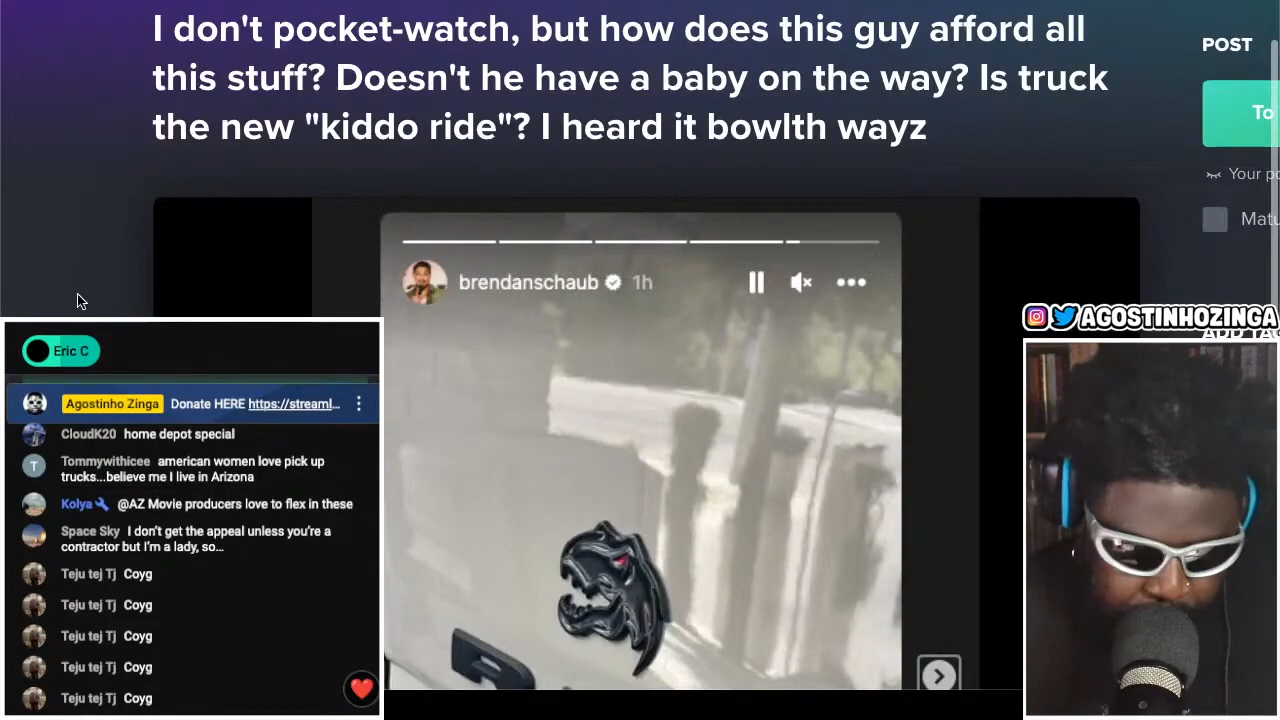 I don't pocket-watch, but how does this guy afford all
this stuff? Doesn't he have a baby on the way? Is truck
the new "kiddo ride"? I heard it bowlth wayz
POST
To
Your po
Matu
brendanschaub 1h
AGOSTINHOZINGA
ADD TAG
Eric C
Agostinho Zinga Donate HERE https://streaml...
CloudK20 home depot special
Tommywithicee american women love pick up
trucks...believe me I live in Arizona
Kolya @AZ Movie producers love to flex in these
Space Sky I don't get the appeal unless you're a
contractor but I'm a lady, so...
Teju tej Tj Coyg
Teju tej Tj Coyg
Teju tej Tj Coyg
Teju tej Tj Coyg
Teju tej Tj Coyg
T